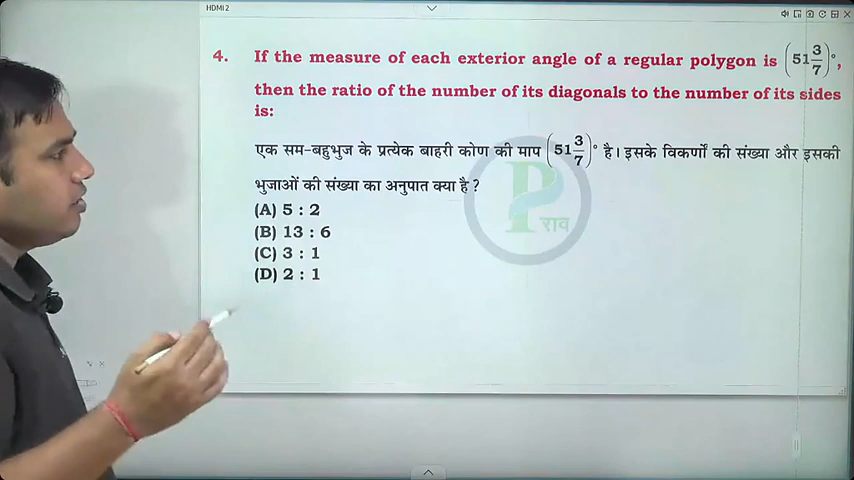 HDMI 2
4. If the measure of each exterior angle of a regular polygon is (51 3/7)°,
then the ratio of the number of its diagonals to the number of its sides
is:
एक सम-बहुभुज के प्रत्येक बाहरी कोण की माप (51 3/7)° है। इसके विकर्णों की संख्या और इसकी
भुजाओं की संख्या का अनुपात क्या है ?
राव
(A) 5 : 2
(B) 13 : 6
(C) 3 : 1
(D) 2 : 1